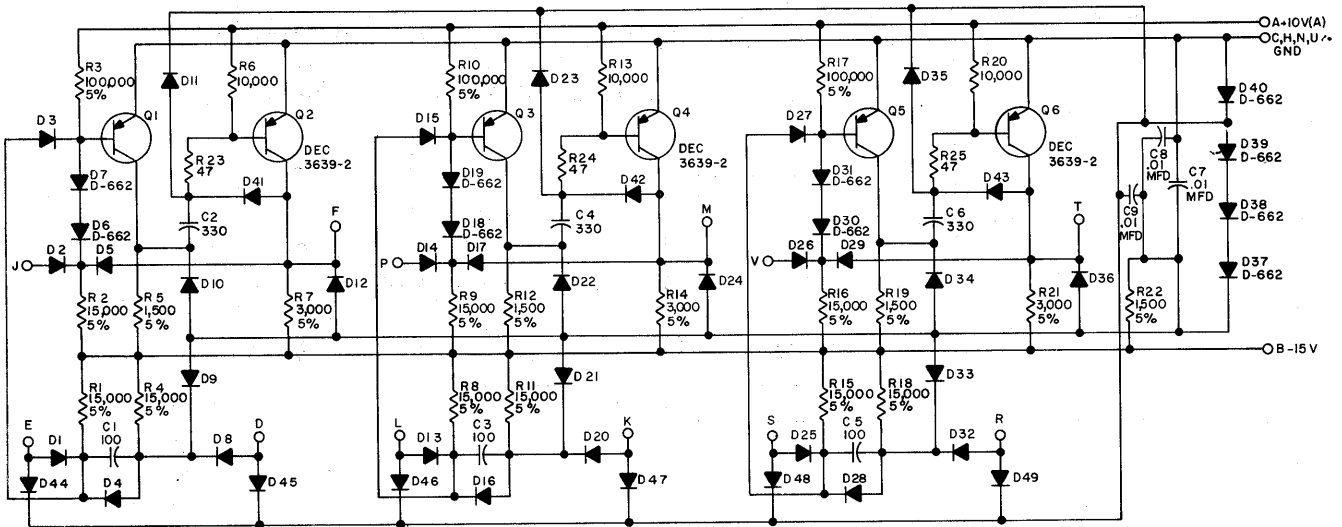 A+10V(A)
C,H,N,U
GND
R3
100,000
5%
D11
R6
10,000
R10
100,000
5%
D23
R13
10,000
R17
100,000
5%
D35
R20
10,000
D40
D-662
D3
Q1
Q2
DEC
3639-2
D15
Q3
Q4
DEC
3639-2
D27
Q5
Q6
DEC
3639-2
D39
D-662
R23
47
R24
47
R25
47
C8
.01
MFD
C7
.01
MFD
C9
.01
MFD
D7
D-662
D41
D19
D-662
D42
D31
D-662
D43
D38
D-662
D6
D-662
C2
330
F
D18
D-662
C4
330
M
D30
D-662
C6
330
T
J
D2
D5
P
D14
D17
V
D26
D29
D37
D-662
D10
D12
D22
D24
D34
D36
R2
15,000
5%
R5
1,500
5%
R7
3,000
5%
R9
15,000
5%
R12
1,500
5%
R14
3,000
5%
R16
15,000
5%
R19
1,500
5%
R21
3,000
5%
R22
1,500
5%
B-15V
R1
15,000
5%
R4
15,000
5%
D9
R8
15,000
5%
R11
15,000
5%
D21
R15
15,000
5%
R18
15,000
5%
D33
E
D1
C1
100
D8
D
L
D13
C3
100
D20
K
S
D25
C5
100
D32
R
D44
D4
D45
D46
D16
D47
D48
D28
D49